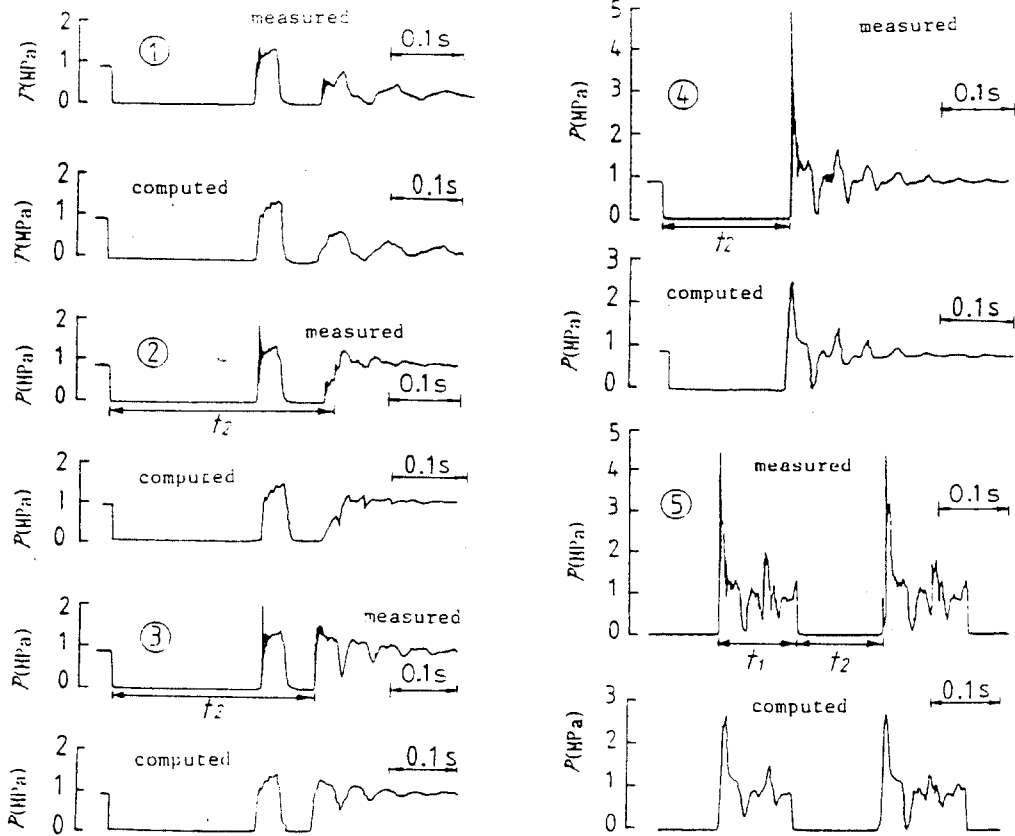 measured
2
1
0
P(MPa)
①
0.1s
computed
2
1
0
P(MPa)
0.1s
measured
2
1
0
P(MPa)
②
0.1s
t2
computed
2
1
0
P(MPa)
0.1s
measured
2
1
0
P(MPa)
③
0.1s
t2
computed
2
1
0
P(MPa)
0.1s
measured
5
4
3
2
1
0
P(MPa)
④
0.1s
t2
computed
3
2
1
0
P(MPa)
0.1s
measured
5
4
3
2
1
0
P(MPa)
⑤
0.1s
t1
t2
computed
3
2
1
0
P(MPa)
0.1s